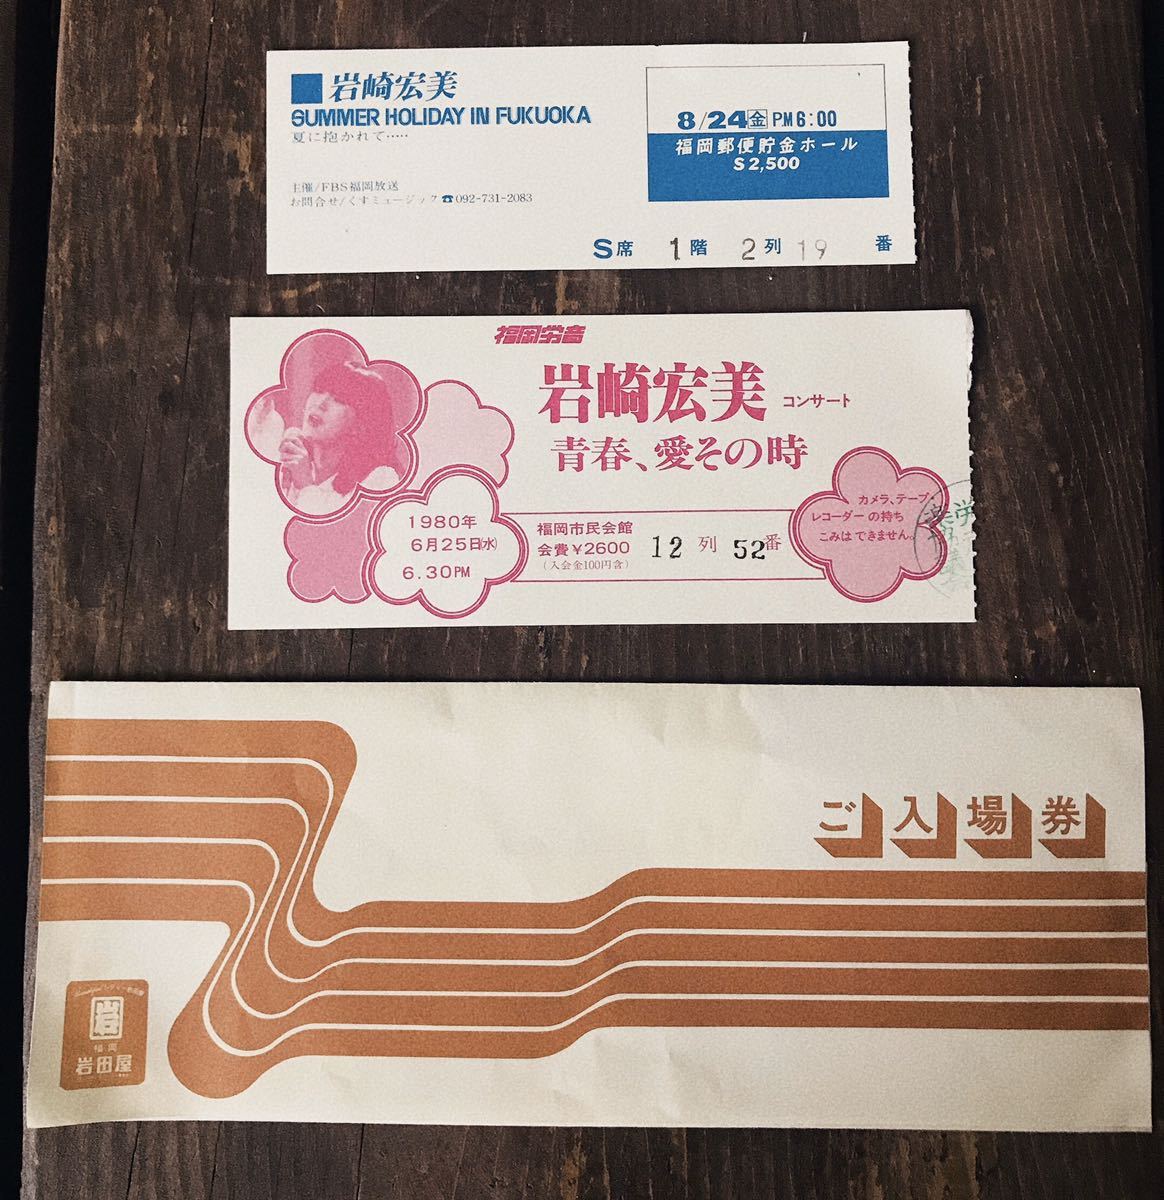 岩崎宏美
SUMMER HOLIDAY IN FUKUOKA
夏に抱かれて‥‥‥
主催/FBS福岡放送
お問合せ/くすミュージック☎092-731-2083
8/24金 PM6:00
福岡郵便貯金ホール
S2,500
S席 1階 2列 19番
福岡労音
岩崎宏美 コンサート
青春、愛その時
1980年
6月25日(水)
6.30PM
福岡市民会館
会費¥2600
(入会金100円含)
12列 52番
カメラ、テープ
レコーダーの持ち
こみはできません。
ご入場券
岩
福岡
岩田屋